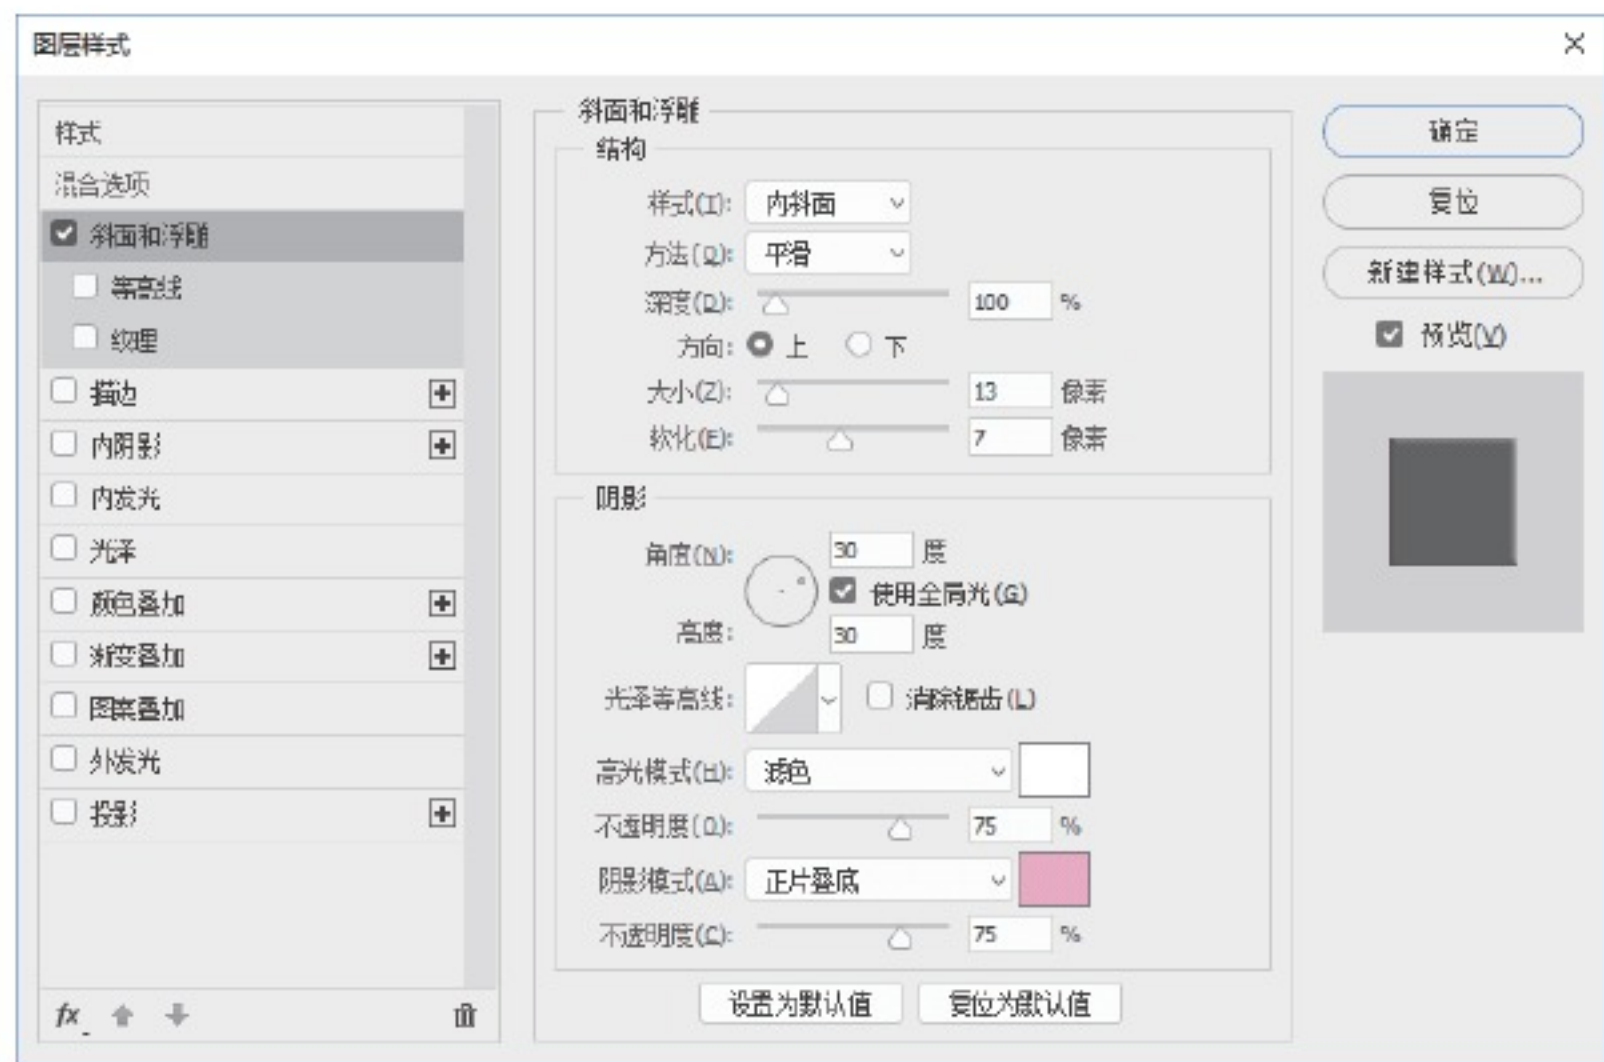 图层样式
样式
混合选项
斜面和浮雕
等高线
纹理
描边
内阴影
内发光
光泽
颜色叠加
渐变叠加
图案叠加
外发光
投影
fx
斜面和浮雕
结构
样式(T): 内斜面
方法(Q): 平滑
深度(D): 100 %
方向: 上 下
大小(Z): 13 像素
软化(F): 7 像素
阴影
角度(N): 30 度
使用全局光(G)
高度: 30 度
光泽等高线: 消除锯齿(L)
高光模式(H): 滤色
不透明度(O): 75 %
阴影模式(A): 正片叠底
不透明度(C): 75 %
设置为默认值 复位为默认值
确定
复位
新建样式(W)...
预览(V)